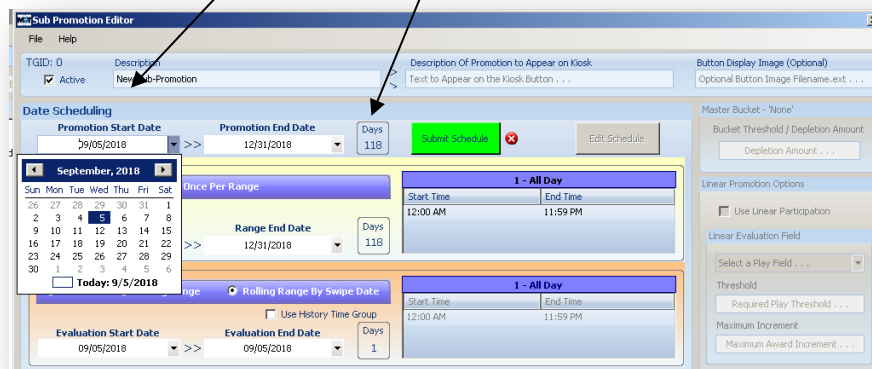 Sub Promotion Editor
File Help
TGID: 0 Description Description Of Promotion to Appear on Kiosk Button Display Image (Optional)
Active New Sub-Promotion > > Text to Appear on the Kiosk Button . . . Optional Button Image Filename.ext . . .
Date Scheduling Master Bucket - 'None'
Promotion Start Date Promotion End Date Days Bucket Threshold / Depletion Amount
09/05/2018 >> 12/31/2018 118 Submit Schedule Edit Schedule Depletion Amount . . .
September, 2018
Sun Mon Tue Wed Thu Fri Sat
26 27 28 29 30 31 1
2 3 4 5 6 7 8
9 10 11 12 13 14 15
16 17 18 19 20 21 22
23 24 25 26 27 28 29
30 1 2 3 4 5 6
Today: 9/5/2018
Once Per Range 1 - All Day Linear Promotion Options
Start Time End Time
12:00 AM 11:59 PM Use Linear Participation
Range End Date Days
>> 12/31/2018 118 Linear Evaluation Field
Select a Play Field . . .
nge Rolling Range By Swipe Date 1 - All Day Threshold
Start Time End Time Required Play Threshold . . .
Use History Time Group 12:00 AM 11:59 PM
Evaluation Start Date Evaluation End Date Days Maximum Increment
09/05/2018 >> 09/05/2018 1 Maximum Award Increment . . .